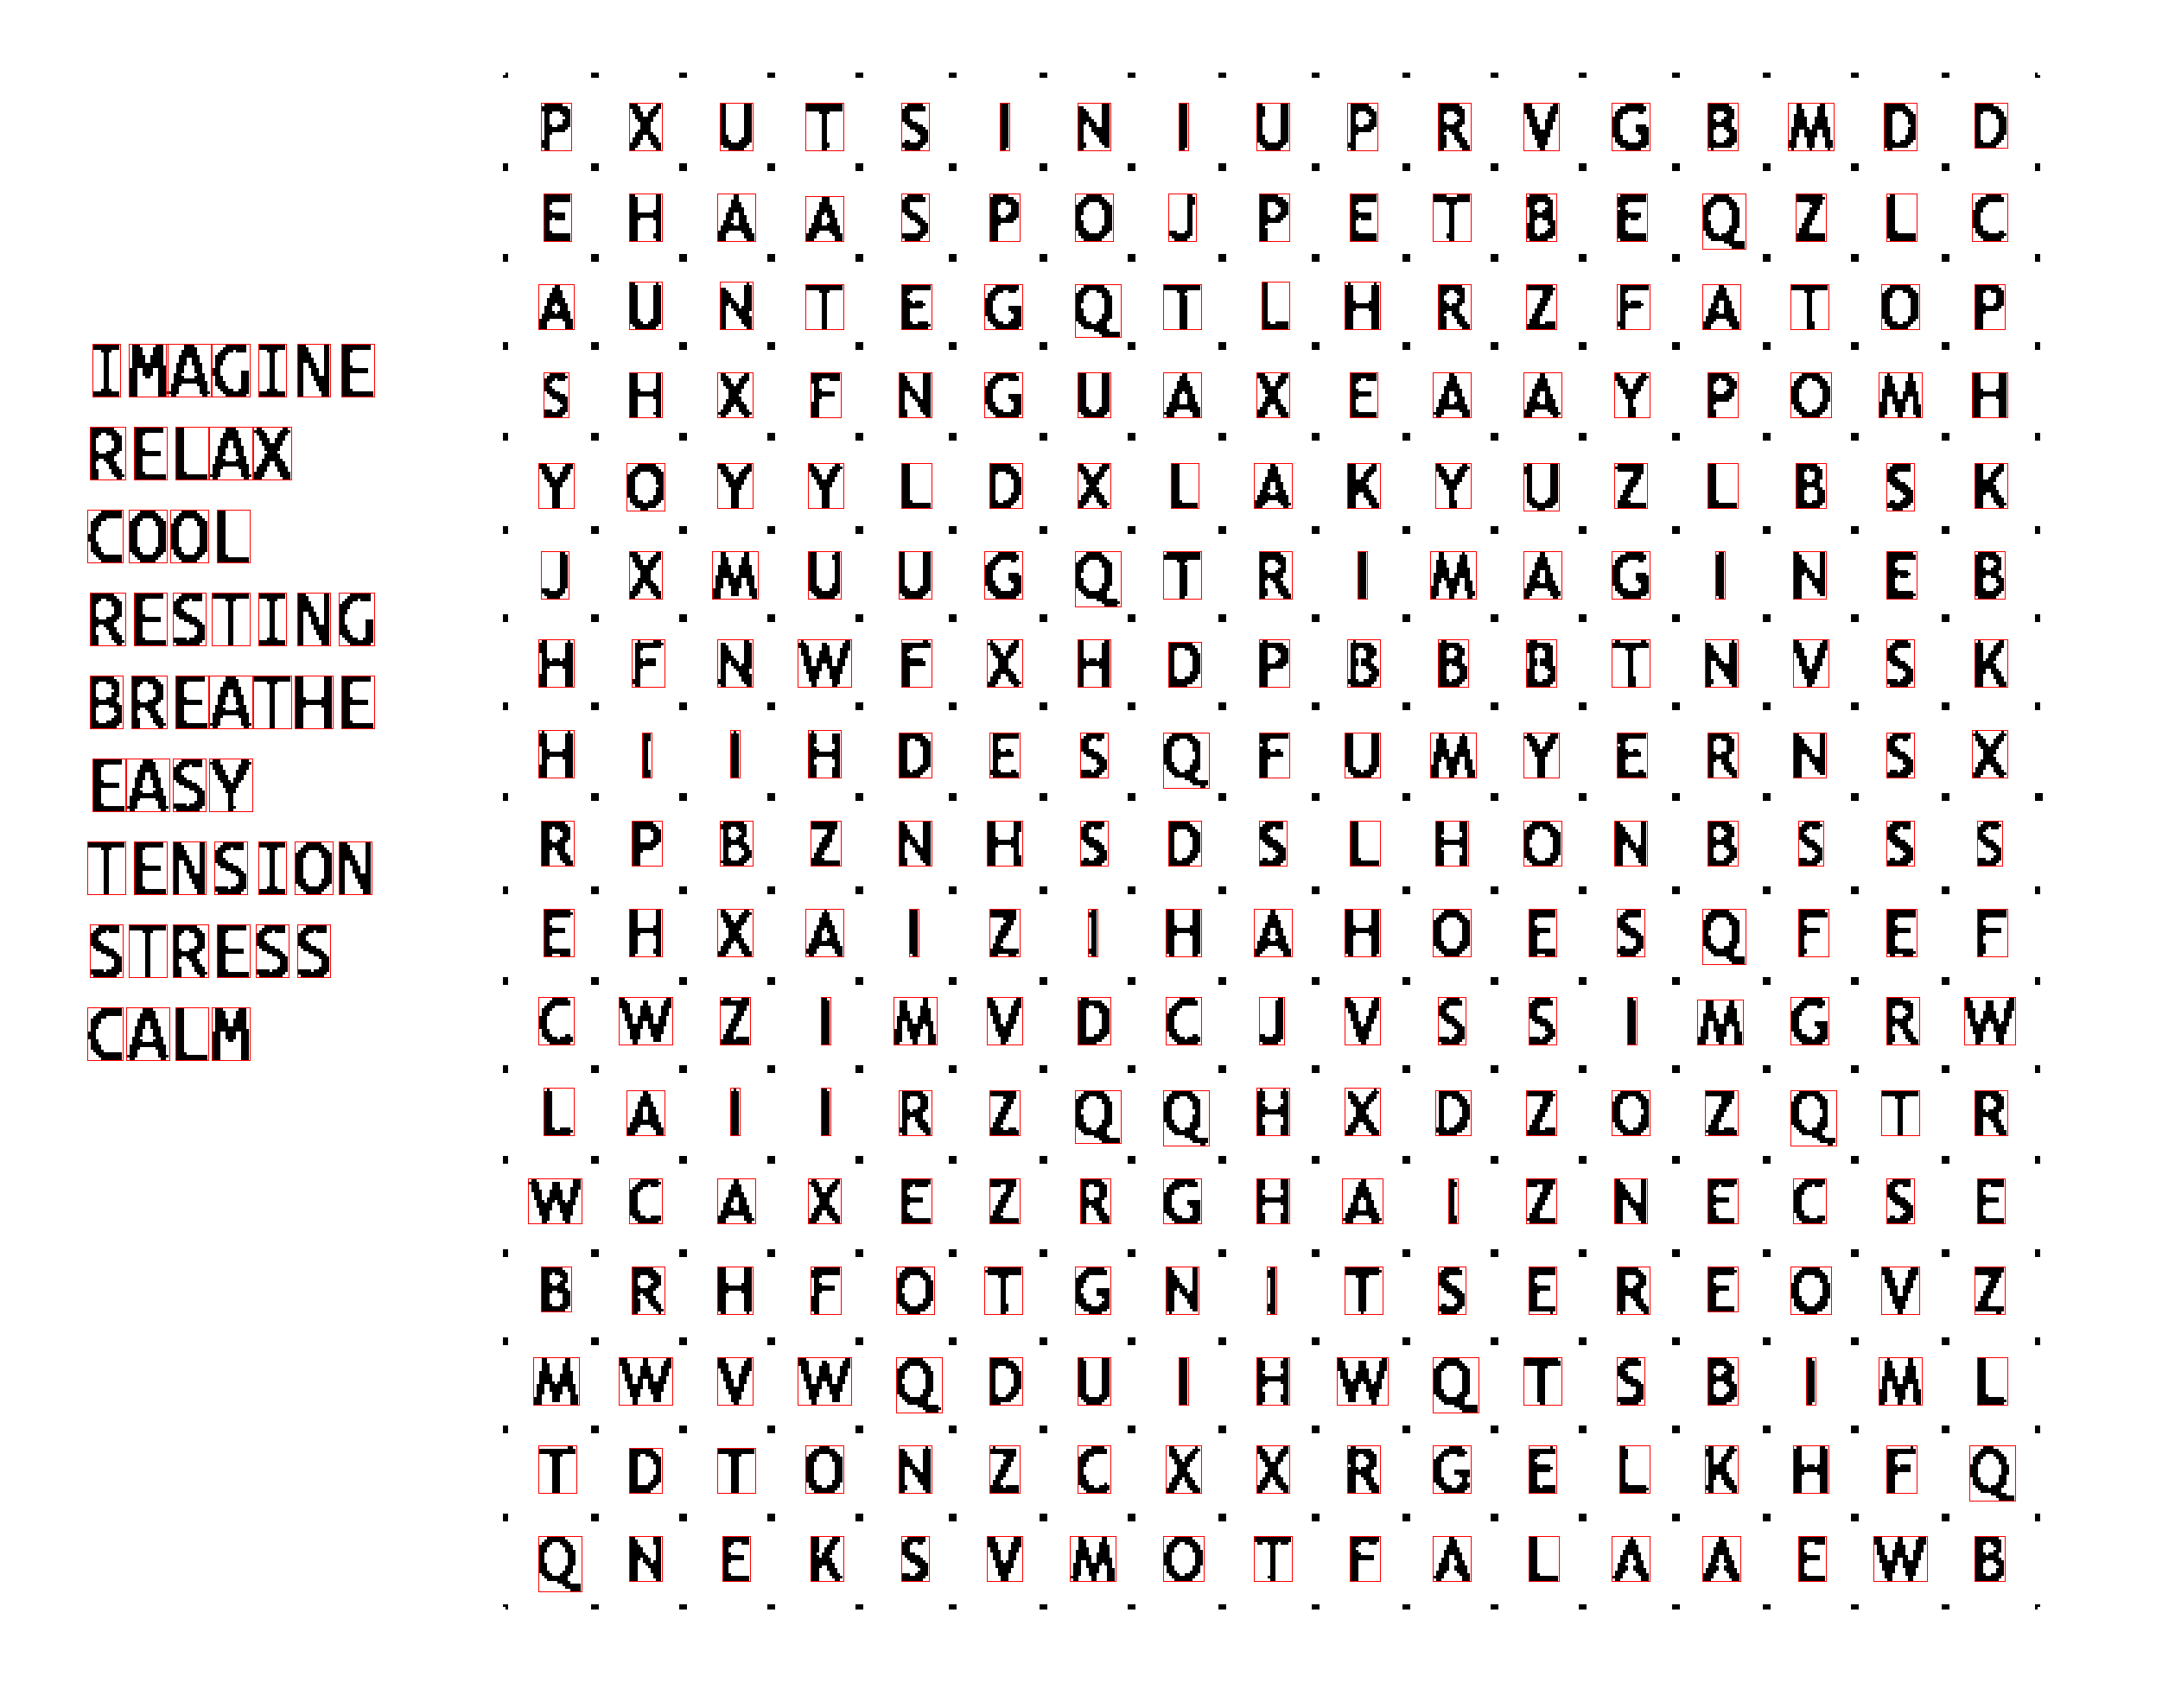 IMAGINE
RELAX
COOL
RESTING
BREATHE
EASY
TENSION
STRESS
CALM
P X U T S I N I U P R V G B M D D
E H A A S P O J P E T B E Q Z L C
A U N T E G Q T L H R Z F A T O P
S H X F N G U A X E A A Y P O M H
Y O Y Y L D X L A K Y U Z L B S K
J X M U U G Q T R I M A G I N E B
H F N W F X H D P B B B T N V S K
H I I H D E S Q F U M Y E R N S X
R P B Z N H S D S L H O N B S S S
E H X A I Z I H A H O E S Q F E F
C W Z I M V D C J V S S I M G R W
L A I I R Z Q Q H X D Z O Z Q T R
W C A X E Z R G H A I Z N E C S E
B R H F O T G N I T S E R E O V Z
M W V W Q D U I H W Q T S B I M L
T D T O N Z C X X R G E L K H F Q
Q N E K S V M O T F A L A A E W B